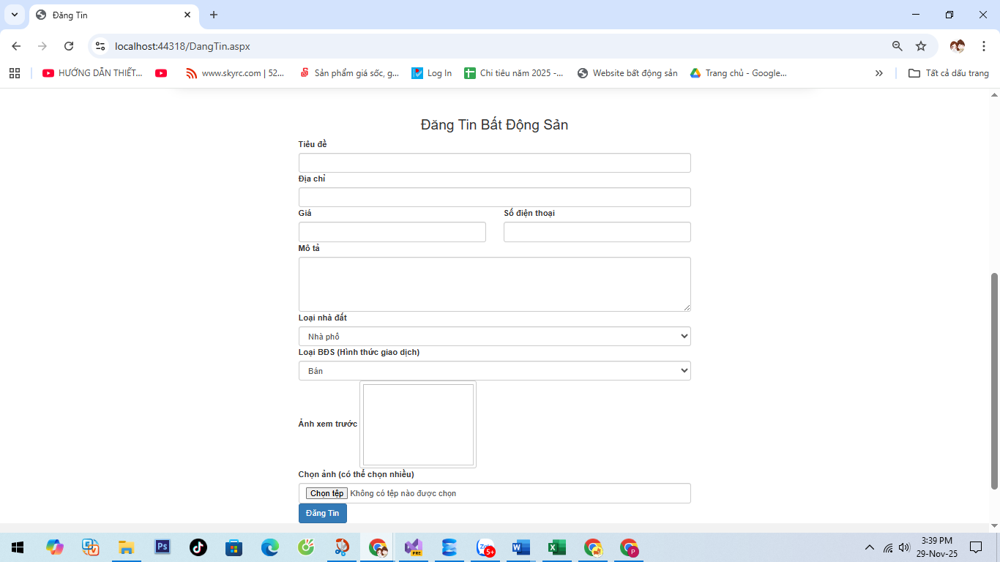 Đăng Tin
localhost:44318/DangTin.aspx
HƯỚNG DẪN THIẾT...
www.skyrc.com | 52...
Sản phẩm giá sốc, g...
Log In
Chi tiêu năm 2025 -...
Website bất động sản
Trang chủ - Google...
Tất cả dấu trang
Đăng Tin Bất Động Sản
Tiêu đề
Địa chỉ
Giá
Số điện thoại
Mô tả
Loại nhà đất
Nhà phố
Loại BĐS (Hình thức giao dịch)
Bán
Ảnh xem trước
Chọn ảnh (có thể chọn nhiều)
Chọn tệp Không có tệp nào được chọn
Đăng Tin
Ps
PRE
Zalo
5+
P
3:39 PM
29-Nov-25